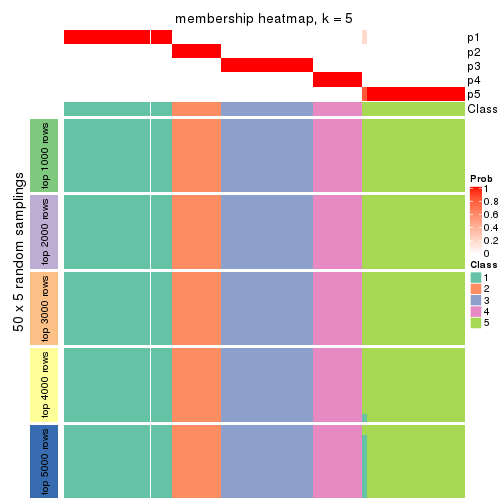 membership heatmap, k = 5
p1
p2
p3
p4
p5
Class
50 x 5 random samplings
top 1000 rows
top 2000 rows
top 3000 rows
top 4000 rows
top 5000 rows
Prob
1
0.8
0.6
0.4
0.2
0
Class
1
2
3
4
5